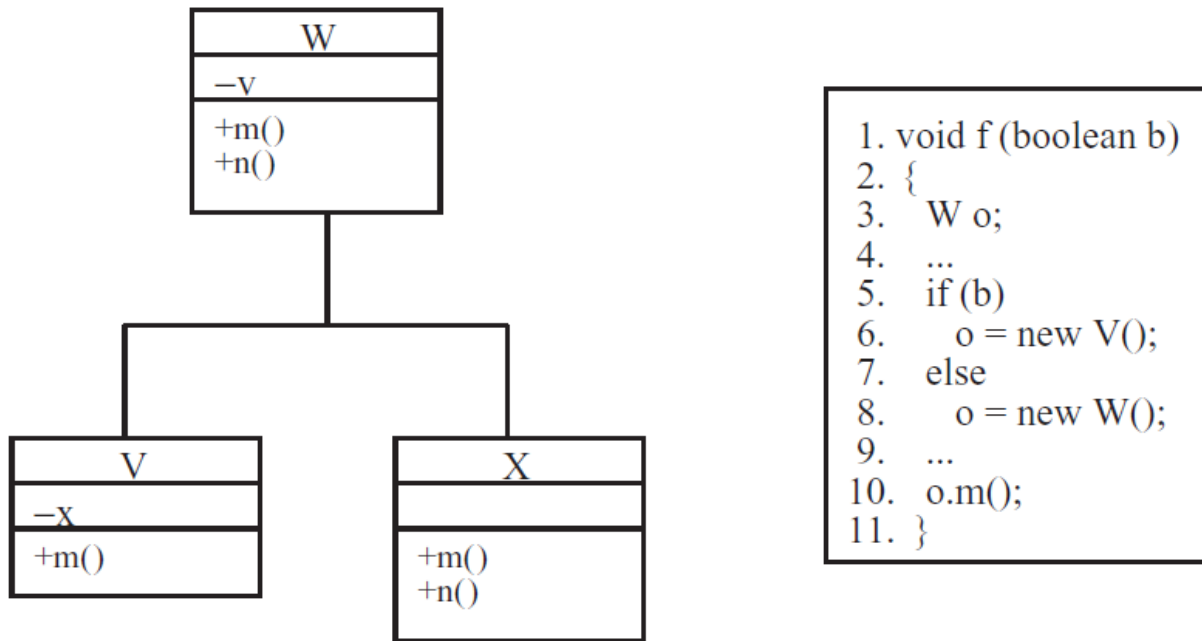 W
–v
+m()
+n()
V
–x
+m()
X
+m()
+n()
1. void f (boolean b)
2. {
3. W o;
4. ...
5. if (b)
6. o = new V();
7. else
8. o = new W();
9. ...
10. o.m();
11. }